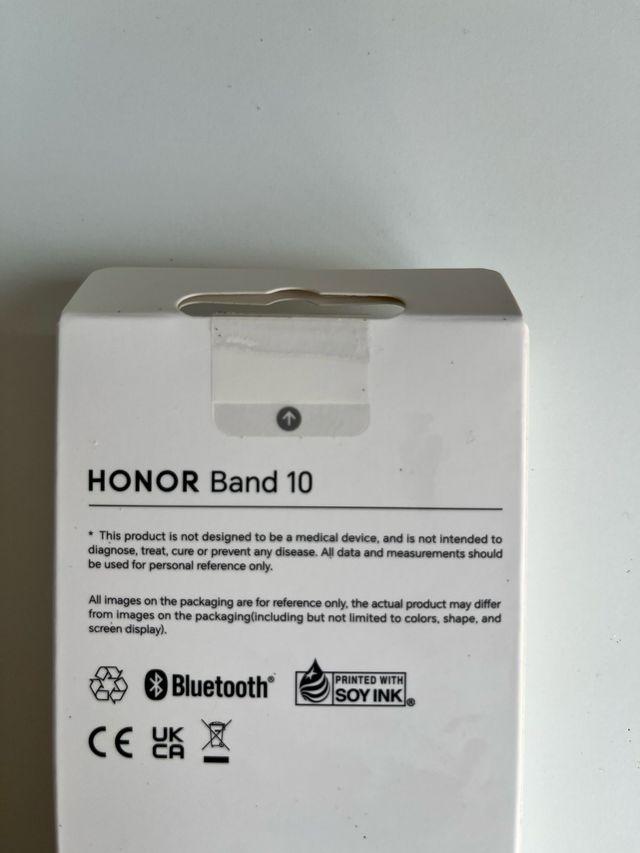 HONOR Band 10
* This product is not designed to be a medical device, and is not intended to
diagnose, treat, cure or prevent any disease. All data and measurements should
be used for personal reference only.
All images on the packaging are for reference only, the actual product may differ
from images on the packaging(including but not limited to colors, shape, and
screen display).
Bluetooth®
PRINTED WITH
SOY INK®
CE
UK
CA